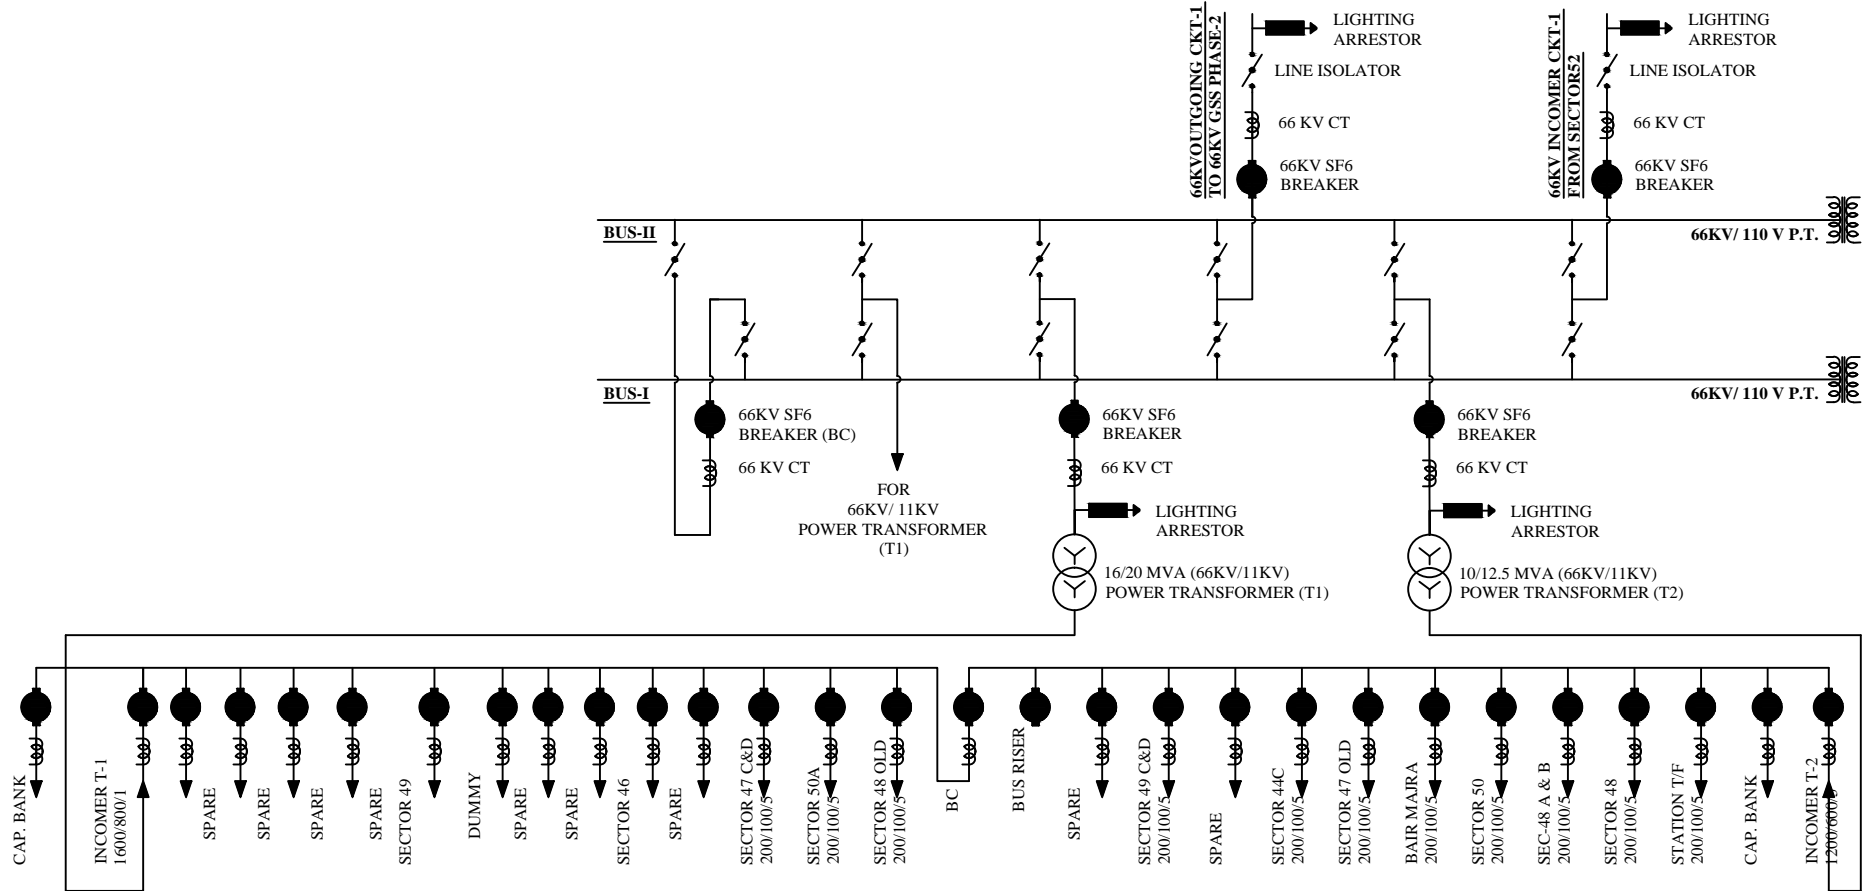 66KVOUTGOING CKT-1
TO 66KV GSS PHASE-2
LIGHTING
ARRESTOR
LINE ISOLATOR
66 KV CT
66KV SF6
BREAKER
66KV INCOMER CKT-1
FROM SECTOR52
LIGHTING
ARRESTOR
LINE ISOLATOR
66 KV CT
66KV SF6
BREAKER
BUS-II
66KV/ 110 V P.T.
BUS-I
66KV/ 110 V P.T.
66KV SF6
BREAKER (BC)
66 KV CT
FOR
66KV/ 11KV
POWER TRANSFORMER
(T1)
66KV SF6
BREAKER
66 KV CT
LIGHTING
ARRESTOR
16/20 MVA (66KV/11KV)
POWER TRANSFORMER (T1)
66KV SF6
BREAKER
66 KV CT
LIGHTING
ARRESTOR
10/12.5 MVA (66KV/11KV)
POWER TRANSFORMER (T2)
CAP. BANK
INCOMER T-1
1600/800/1
SPARE
SPARE
SPARE
SPARE
SECTOR 49
DUMMY
SPARE
SPARE
SECTOR 46
SPARE
SECTOR 47 C&D
200/100/5
SECTOR 50A
200/100/5
SECTOR 48 OLD
200/100/5
BC
BUS RISER
SPARE
SECTOR 49 C&D
200/100/5
SPARE
SECTOR 44C
200/100/5
SECTOR 47 OLD
200/100/5
BAIR MAJRA
200/100/5
SECTOR 50
200/100/5
SEC-48 A & B
200/100/5
SECTOR 48
200/100/5
STATION T/F
200/100/5
CAP. BANK
INCOMER T-2
1200/600/5